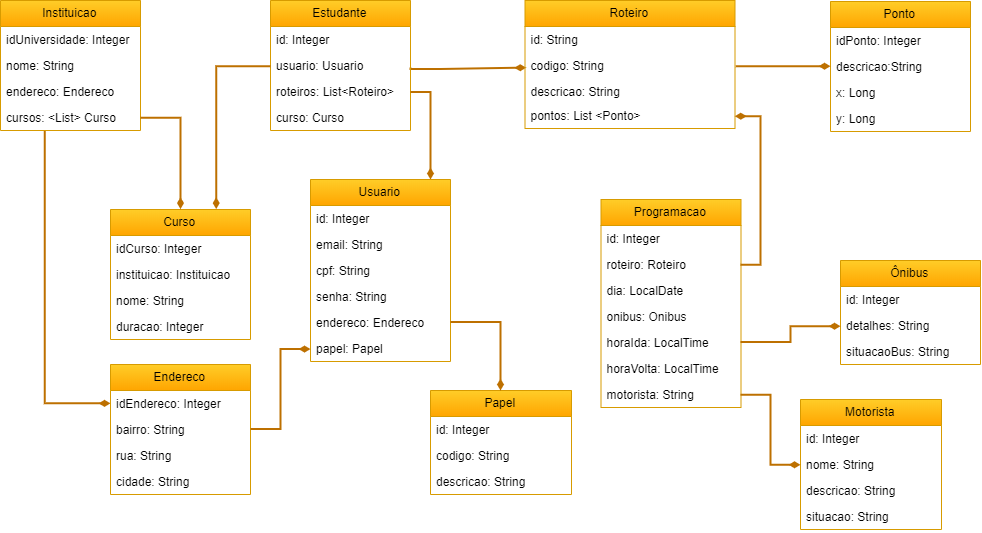 Instituicao
idUniversidade: Integer
nome: String
endereco: Endereco
cursos: <List> Curso
Estudante
id: Integer
usuario: Usuario
roteiros: List<Roteiro>
curso: Curso
Roteiro
id: String
codigo: String
descricao: String
pontos: List <Ponto>
Ponto
idPonto: Integer
descricao:String
x: Long
y: Long
Curso
idCurso: Integer
instituicao: Instituicao
nome: String
duracao: Integer
Usuario
id: Integer
email: String
cpf: String
senha: String
endereco: Endereco
papel: Papel
Programacao
id: Integer
roteiro: Roteiro
dia: LocalDate
onibus: Onibus
horaIda: LocalTime
horaVolta: LocalTime
motorista: String
Ônibus
id: Integer
detalhes: String
situacaoBus: String
Endereco
idEndereco: Integer
bairro: String
rua: String
cidade: String
Papel
id: Integer
codigo: String
descricao: String
Motorista
id: Integer
nome: String
descricao: String
situacao: String